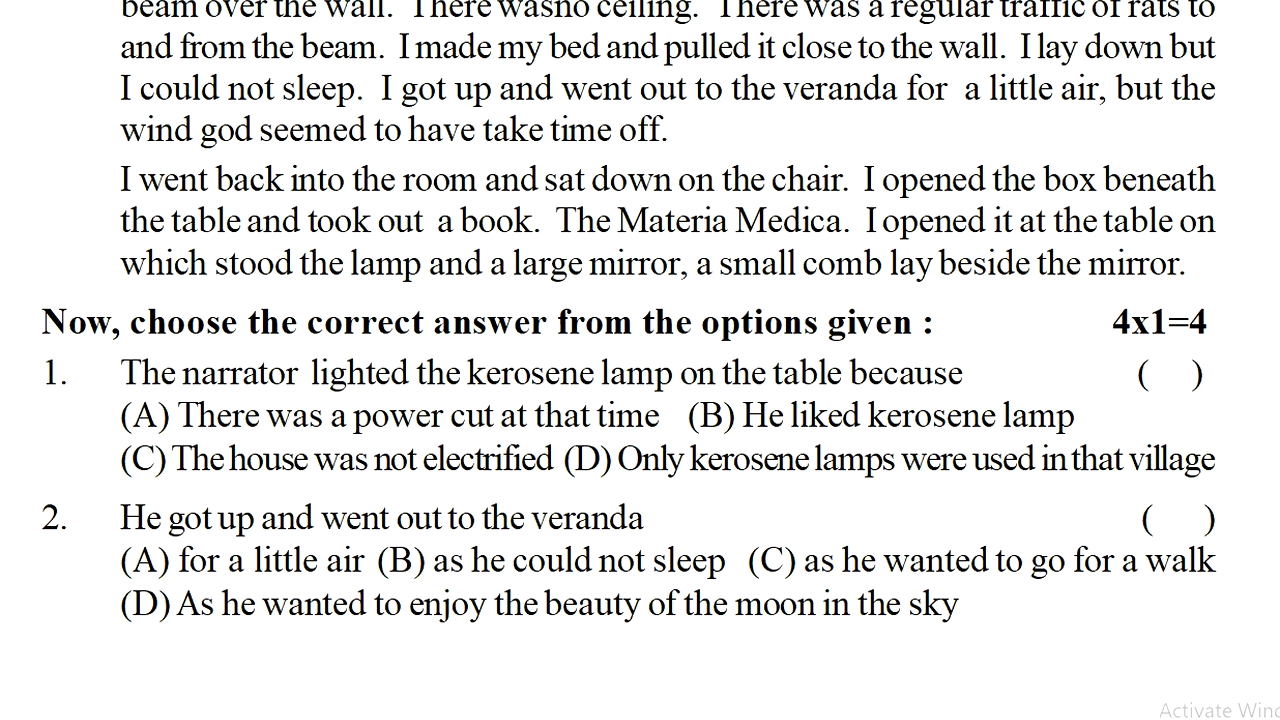 beam over the wall. There wasno ceiling. There was a regular traffic of rats to
and from the beam. I made my bed and pulled it close to the wall. I lay down but
I could not sleep. I got up and went out to the veranda for a little air, but the
wind god seemed to have take time off.
I went back into the room and sat down on the chair. I opened the box beneath
the table and took out a book. The Materia Medica. I opened it at the table on
which stood the lamp and a large mirror, a small comb lay beside the mirror.
Now, choose the correct answer from the options given : 4x1=4
1. The narrator lighted the kerosene lamp on the table because ( )
(A) There was a power cut at that time (B) He liked kerosene lamp
(C) The house was not electrified (D) Only kerosene lamps were used in that village
2. He got up and went out to the veranda ( )
(A) for a little air (B) as he could not sleep (C) as he wanted to go for a walk
(D) As he wanted to enjoy the beauty of the moon in the sky
Activate